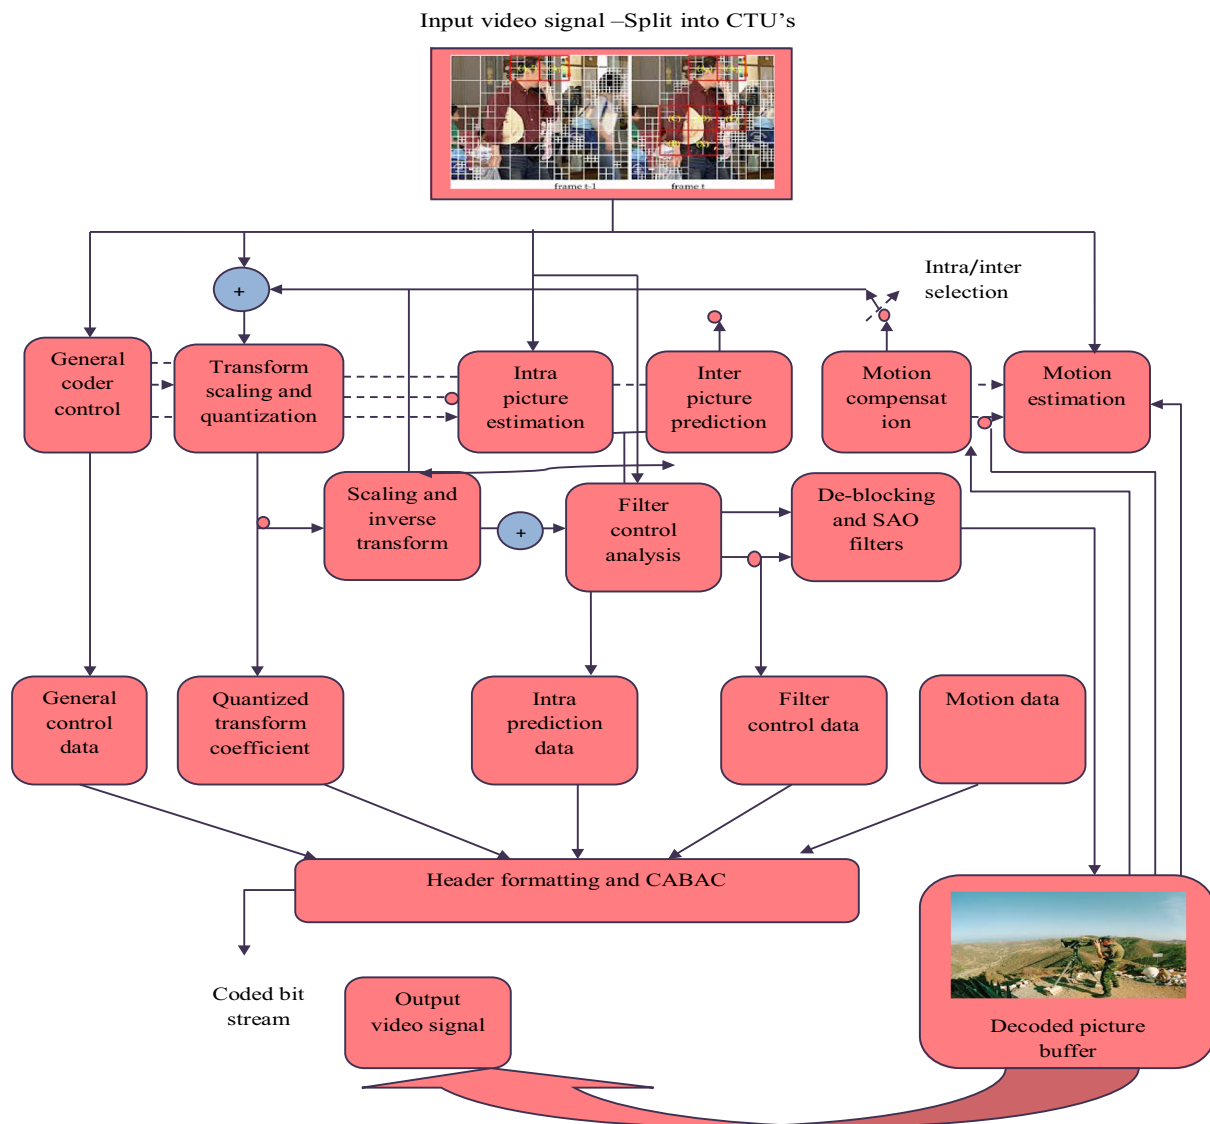 Input video signal –Split into CTU's
frame t-1
frame t
+
Intra/inter
selection
General
coder
control
Transform
scaling and
quantization
Intra
picture
estimation
Inter
picture
prediction
Motion
compensat
ion
Motion
estimation
Scaling and
inverse
transform
+
Filter
control
analysis
De-blocking
and SAO
filters
General
control
data
Quantized
transform
coefficient
Intra
prediction
data
Filter
control data
Motion data
Header formatting and CABAC
Coded bit
stream
Output
video signal
Decoded picture
buffer